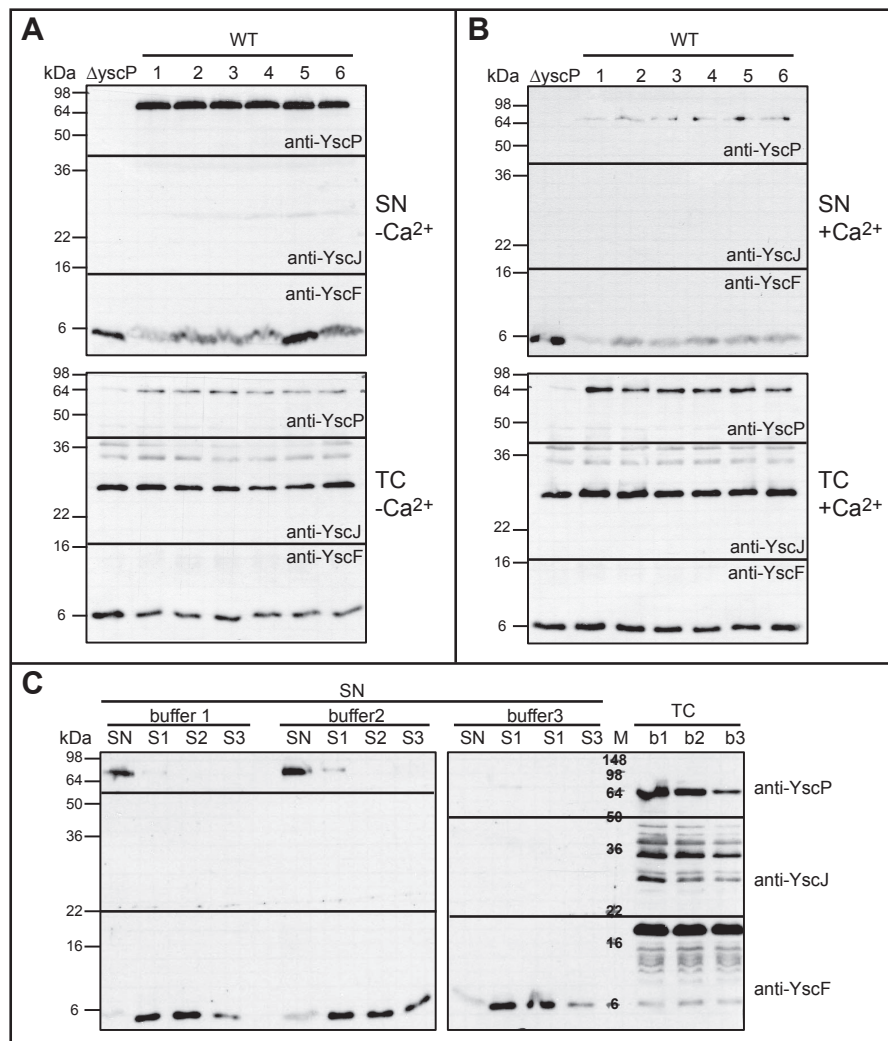 A
WT
kDa ΔyscP 1 2 3 4 5 6
98
64
50
anti-YscP
36
22
anti-YscJ
16
anti-YscF
6
SN
-Ca²⁺
98
64
50
anti-YscP
36
22
anti-YscJ
16
anti-YscF
6
TC
-Ca²⁺
B
WT
kDa ΔyscP 1 2 3 4 5 6
98
64
50
anti-YscP
36
22
anti-YscJ
16
anti-YscF
6
SN
+Ca²⁺
98
64
50
anti-YscP
36
22
anti-YscJ
16
anti-YscF
6
TC
+Ca²⁺
C
SN
buffer 1 buffer2 buffer3 TC
kDa SN S1 S2 S3 SN S1 S2 S3 SN S1 S1 S3 M b1 b2 b3
98
64
50
36
22
16
6
148
98
64
50
36
22
16
6
anti-YscP
anti-YscJ
anti-YscF